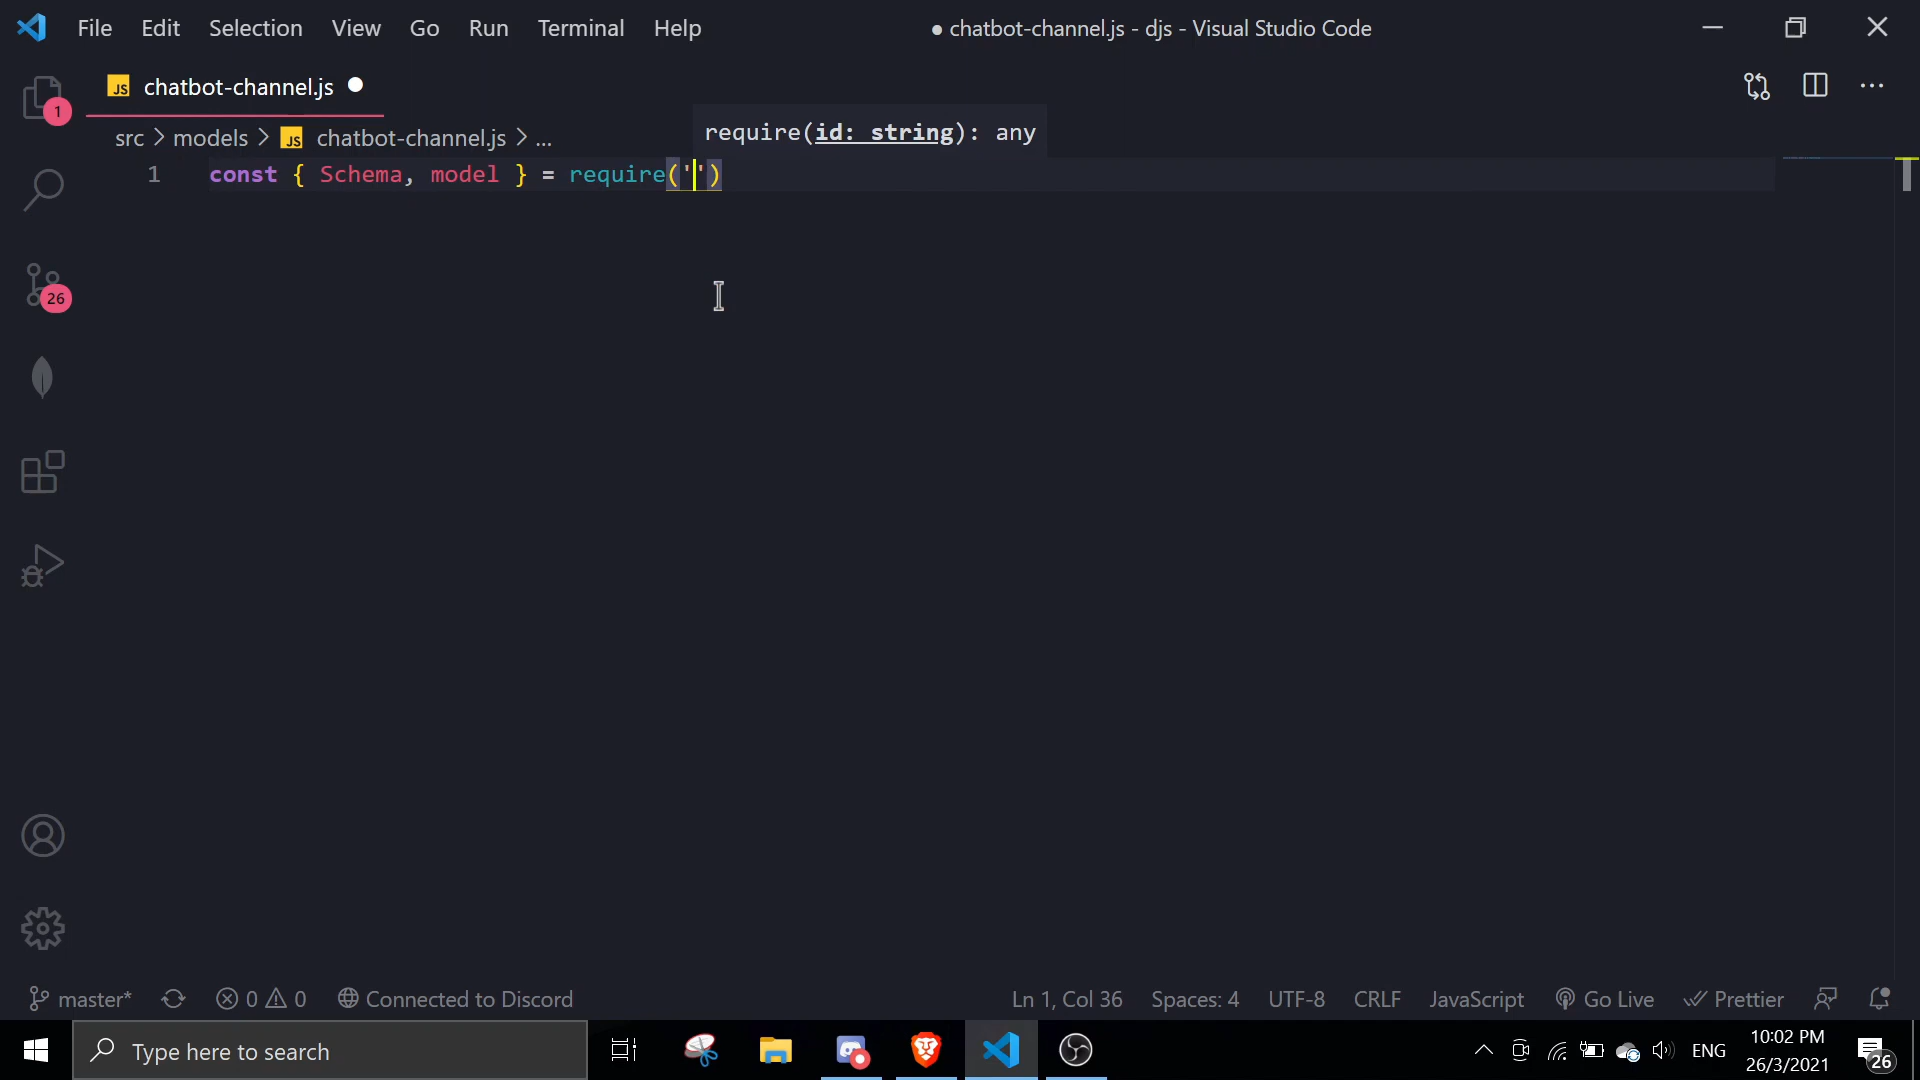 File Edit Selection View Go Run Terminal Help
● chatbot-channel.js - djs - Visual Studio Code
JS chatbot-channel.js ●
1
src > models > JS chatbot-channel.js > ...
require(id: string): any
1 const { Schema, model } = require('')
26
master* 0 0 Connected to Discord
Ln 1, Col 36 Spaces: 4 UTF-8 CRLF JavaScript Go Live Prettier
Type here to search
ENG
10:02 PM
26/3/2021
26